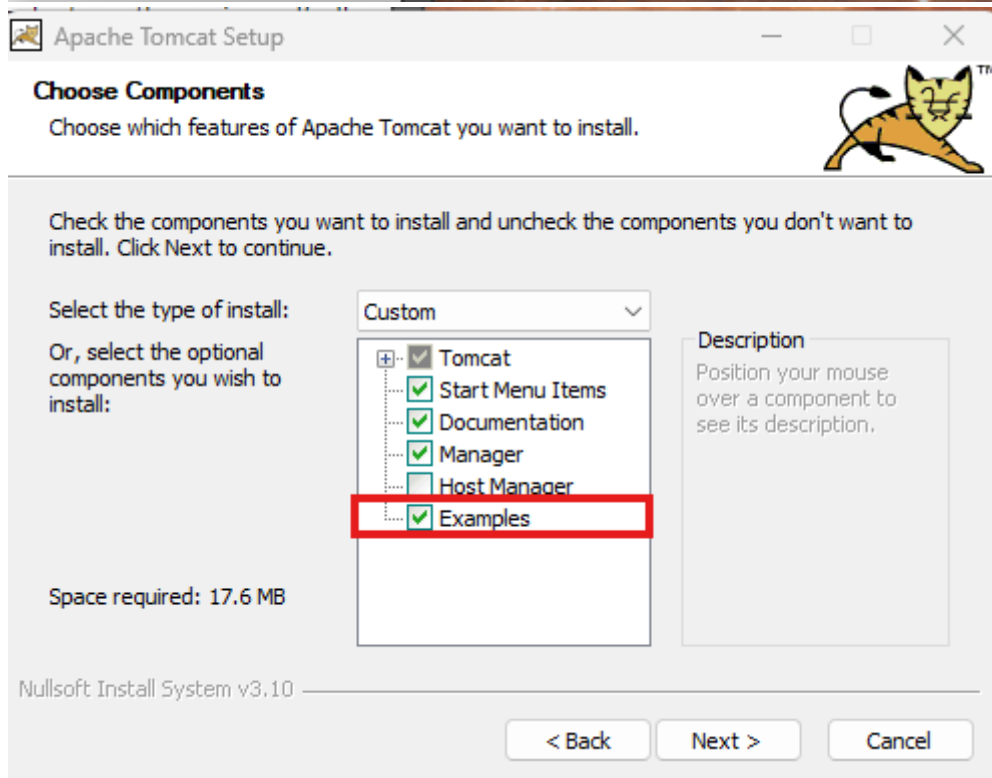 Apache Tomcat Setup
Choose Components
Choose which features of Apache Tomcat you want to install.
TM
Check the components you want to install and uncheck the components you don't want to
install. Click Next to continue.
Select the type of install:
Custom
Or, select the optional
components you wish to
install:
Tomcat
Start Menu Items
Documentation
Manager
Host Manager
Examples
Description
Position your mouse
over a component to
see its description.
Space required: 17.6 MB
Nullsoft Install System v3.10
< Back
Next >
Cancel